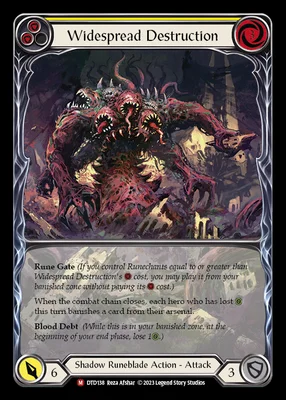 Widespread Destruction
Rune Gate (If you control Runechants equal to or greater than
Widespread Destruction's cost, you may play it from your
banished zone without paying its cost.)
When the combat chain closes, each hero who has lost
this turn banishes a card from their arsenal.
Blood Debt (While this is in your banished zone, at the
beginning of your end phase, lose 1.)
6
Shadow Runeblade Action - Attack
3
M DTD138 Reza Afshar ©2023 Legend Story Studios